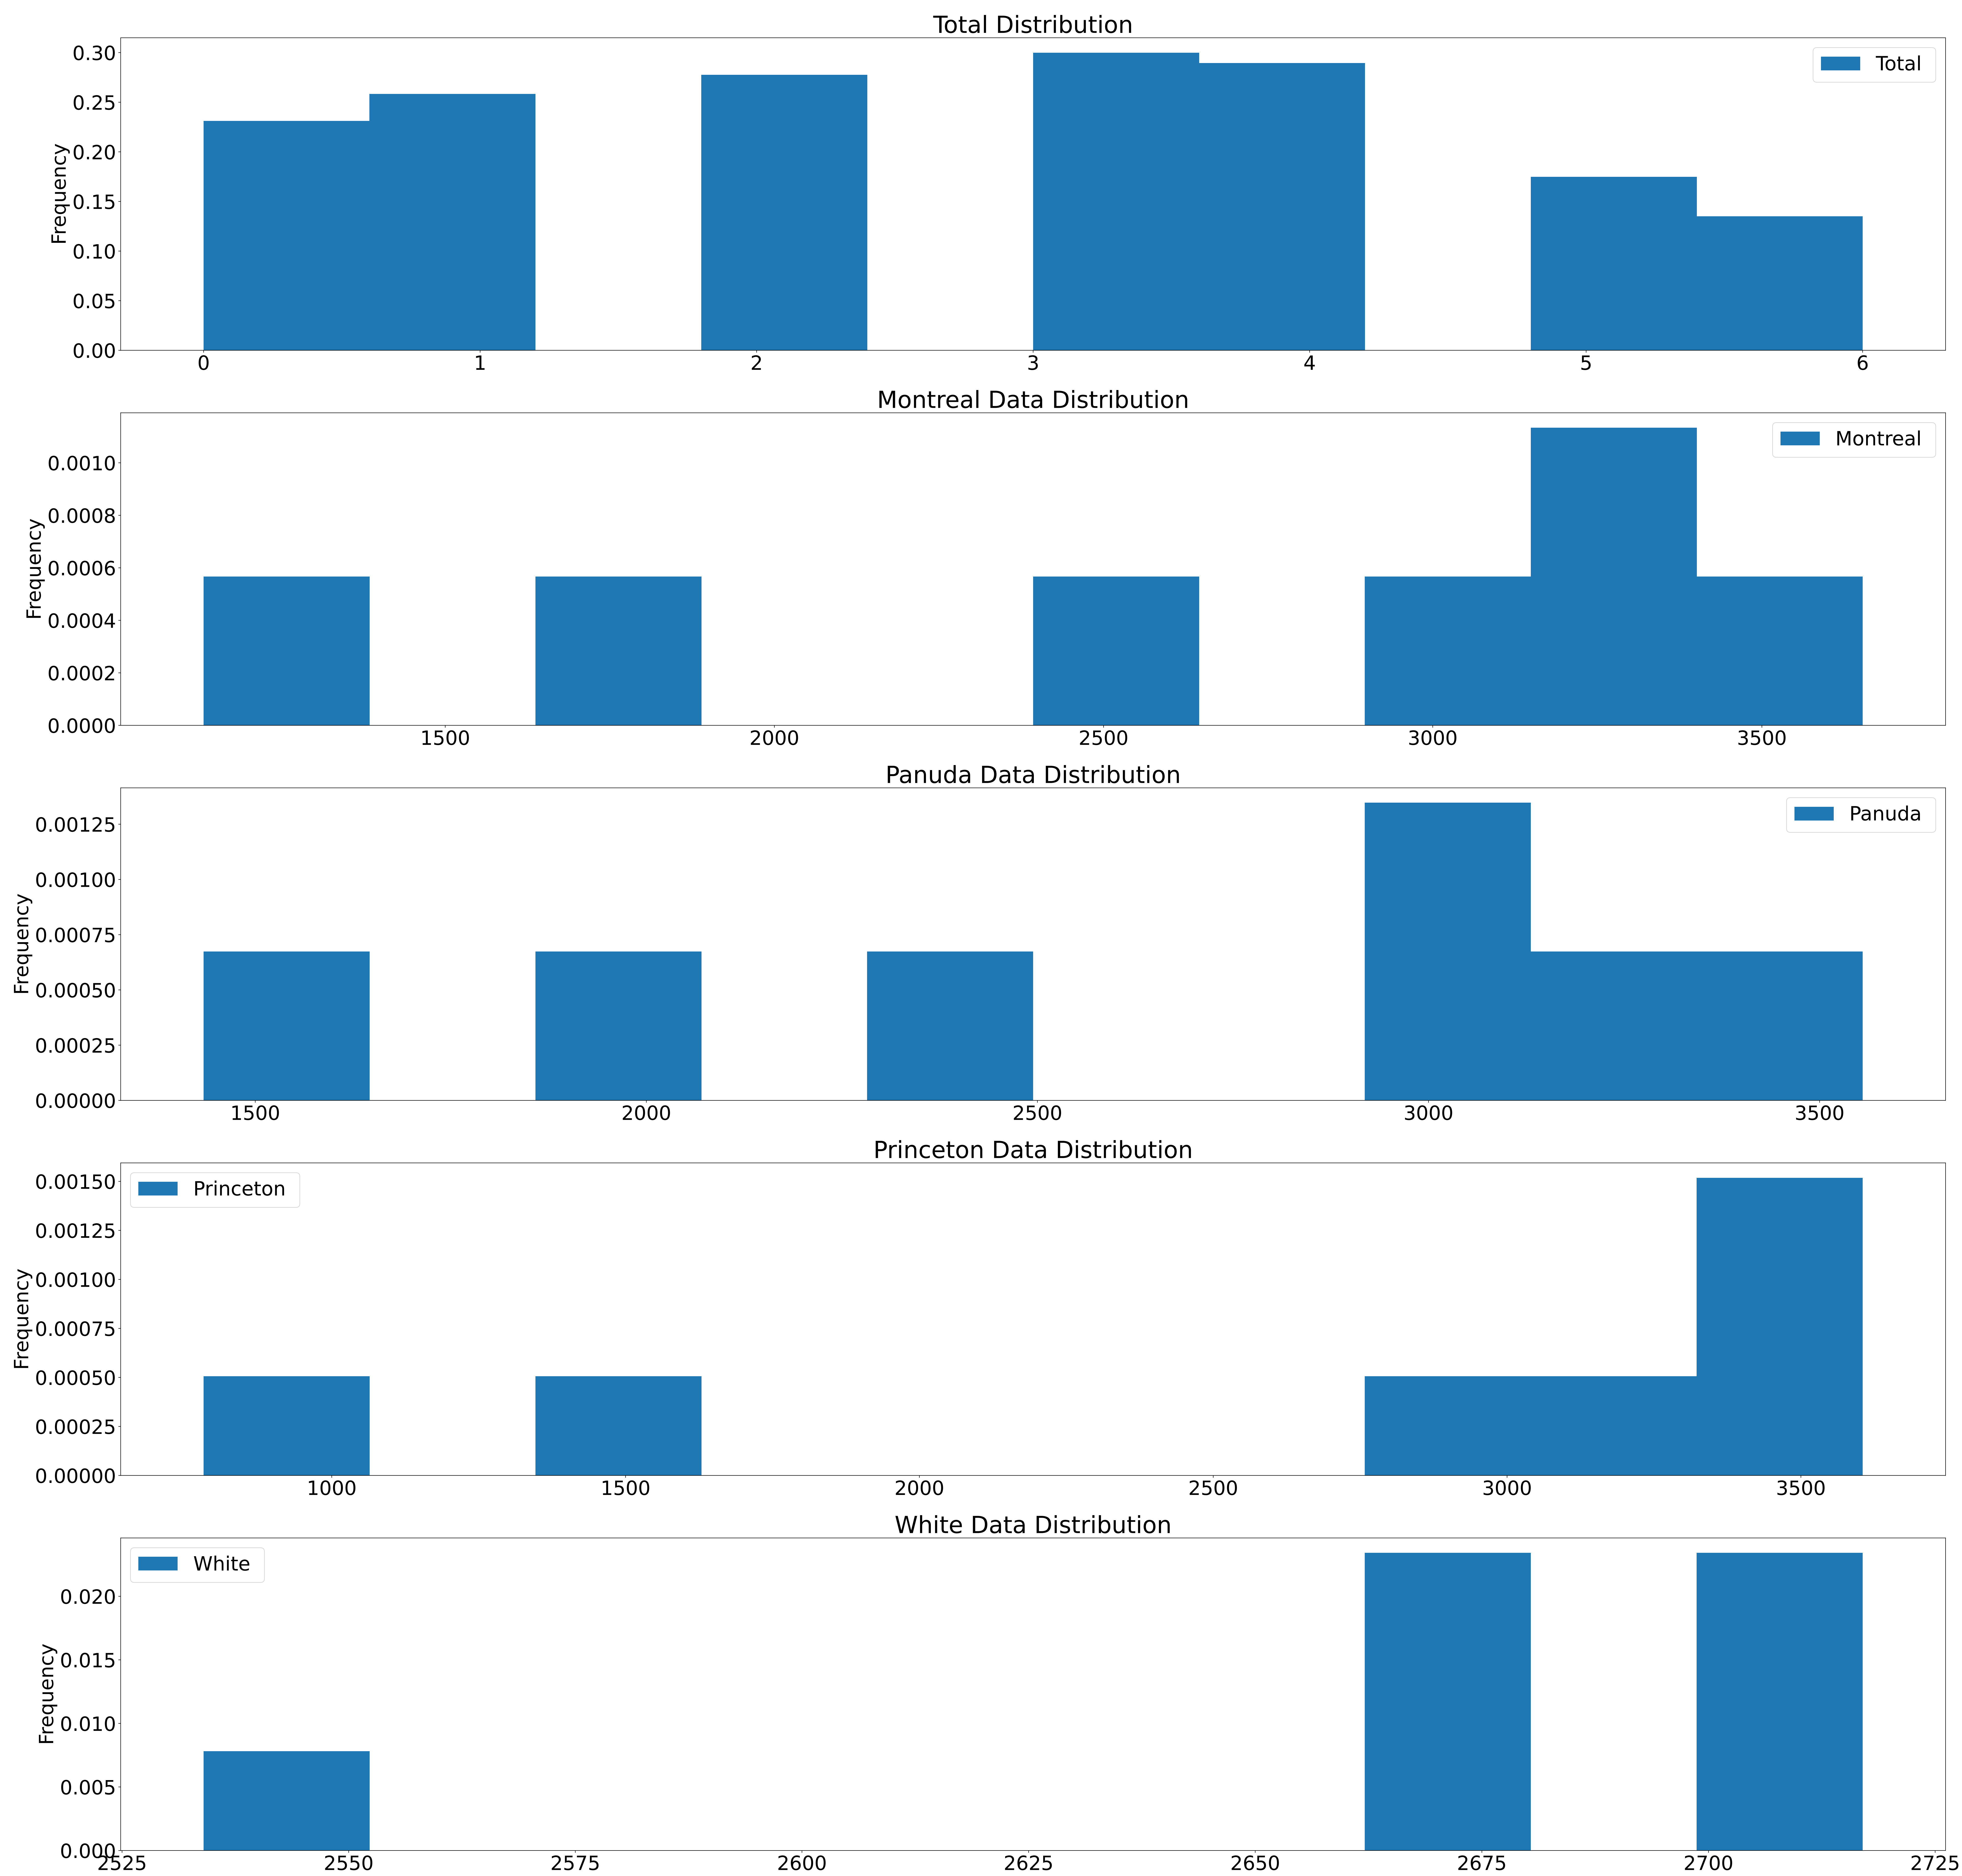 Total Distribution
Frequency
0.30
0.25
0.20
0.15
0.10
0.05
0.00
Total
0 1 2 3 4 5 6
Montreal Data Distribution
Frequency
0.0010
0.0008
0.0006
0.0004
0.0002
0.0000
Montreal
1500 2000 2500 3000 3500
Panuda Data Distribution
Frequency
0.00125
0.00100
0.00075
0.00050
0.00025
0.00000
Panuda
1500 2000 2500 3000 3500
Princeton Data Distribution
Frequency
0.00150
0.00125
0.00100
0.00075
0.00050
0.00025
0.00000
Princeton
1000 1500 2000 2500 3000 3500
White Data Distribution
Frequency
0.020
0.015
0.010
0.005
0.000
White
2525 2550 2575 2600 2625 2650 2675 2700 2725